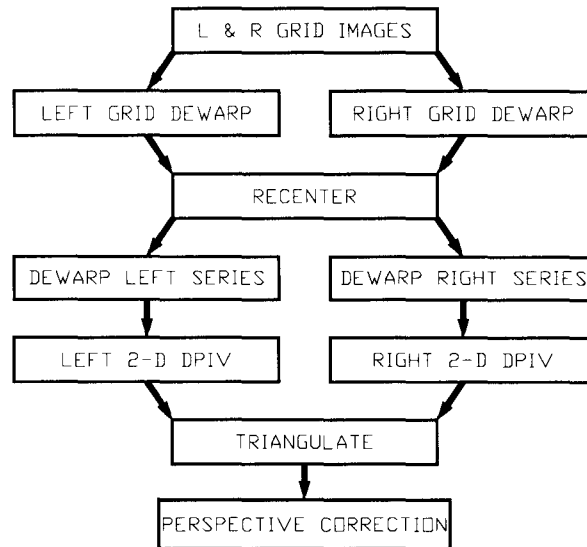 L & R GRID IMAGES
LEFT GRID DEWARP
RIGHT GRID DEWARP
RECENTER
DEWARP LEFT SERIES
DEWARP RIGHT SERIES
LEFT 2-D DPIV
RIGHT 2-D DPIV
TRIANGULATE
PERSPECTIVE CORRECTION